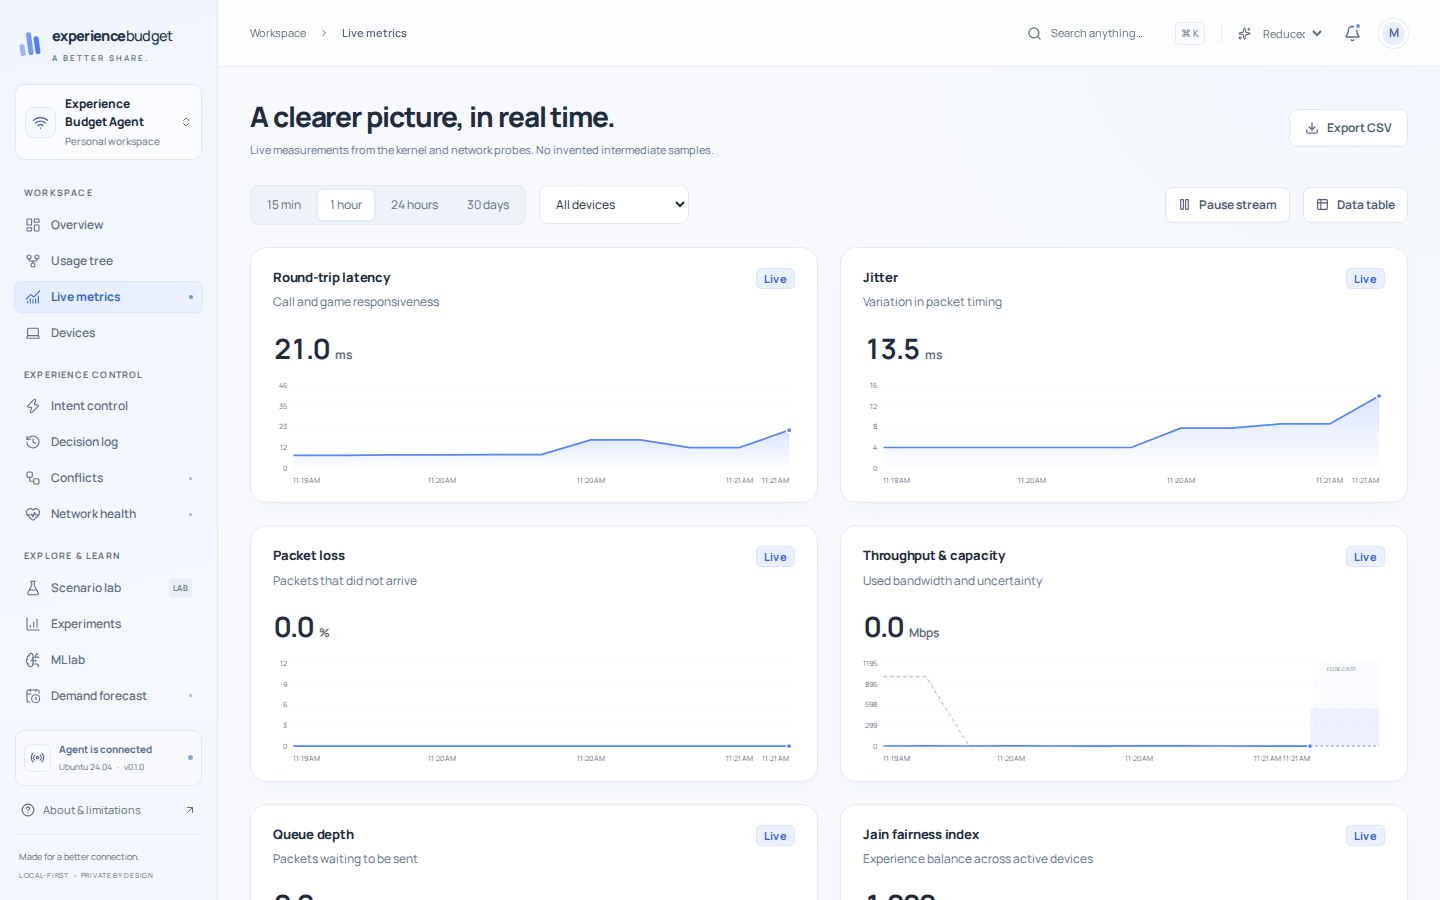 experiencebudget
A BETTER SHARE.
Experience
Budget Agent
Personal workspace
WORKSPACE
Overview
Usage tree
Live metrics
Devices
EXPERIENCE CONTROL
Intent control
Decision log
Conflicts
Network health
EXPLORE & LEARN
Scenario lab LAB
Experiments
ML lab
Demand forecast
Agent is connected
Ubuntu 24.04 · v0.1.0
About & limitations
Made for a better connection.
LOCAL-FIRST • PRIVATE BY DESIGN
Workspace > Live metrics
Search anything... ⌘ K
Reduced
M
A clearer picture, in real time.
Live measurements from the kernel and network probes. No invented intermediate samples.
Export CSV
15 min 1 hour 24 hours 30 days
All devices
Pause stream
Data table
Round-trip latency
Live
Call and game responsiveness
21.0 ms
46
35
23
12
0
11:19 AM 11:20 AM 11:20 AM 11:21 AM 11:21 AM
Jitter
Live
Variation in packet timing
13.5 ms
16
12
8
4
0
11:19 AM 11:20 AM 11:20 AM 11:21 AM 11:21 AM
Packet loss
Live
Packets that did not arrive
0.0 %
12
9
6
3
0
11:19 AM 11:20 AM 11:20 AM 11:21 AM 11:21 AM
Throughput & capacity
Live
Used bandwidth and uncertainty
0.0 Mbps
1195
896
598
299
0
FORECAST
11:19 AM 11:20 AM 11:20 AM 11:21 AM 11:21 AM
Queue depth
Live
Packets waiting to be sent
Jain fairness index
Live
Experience balance across active devices